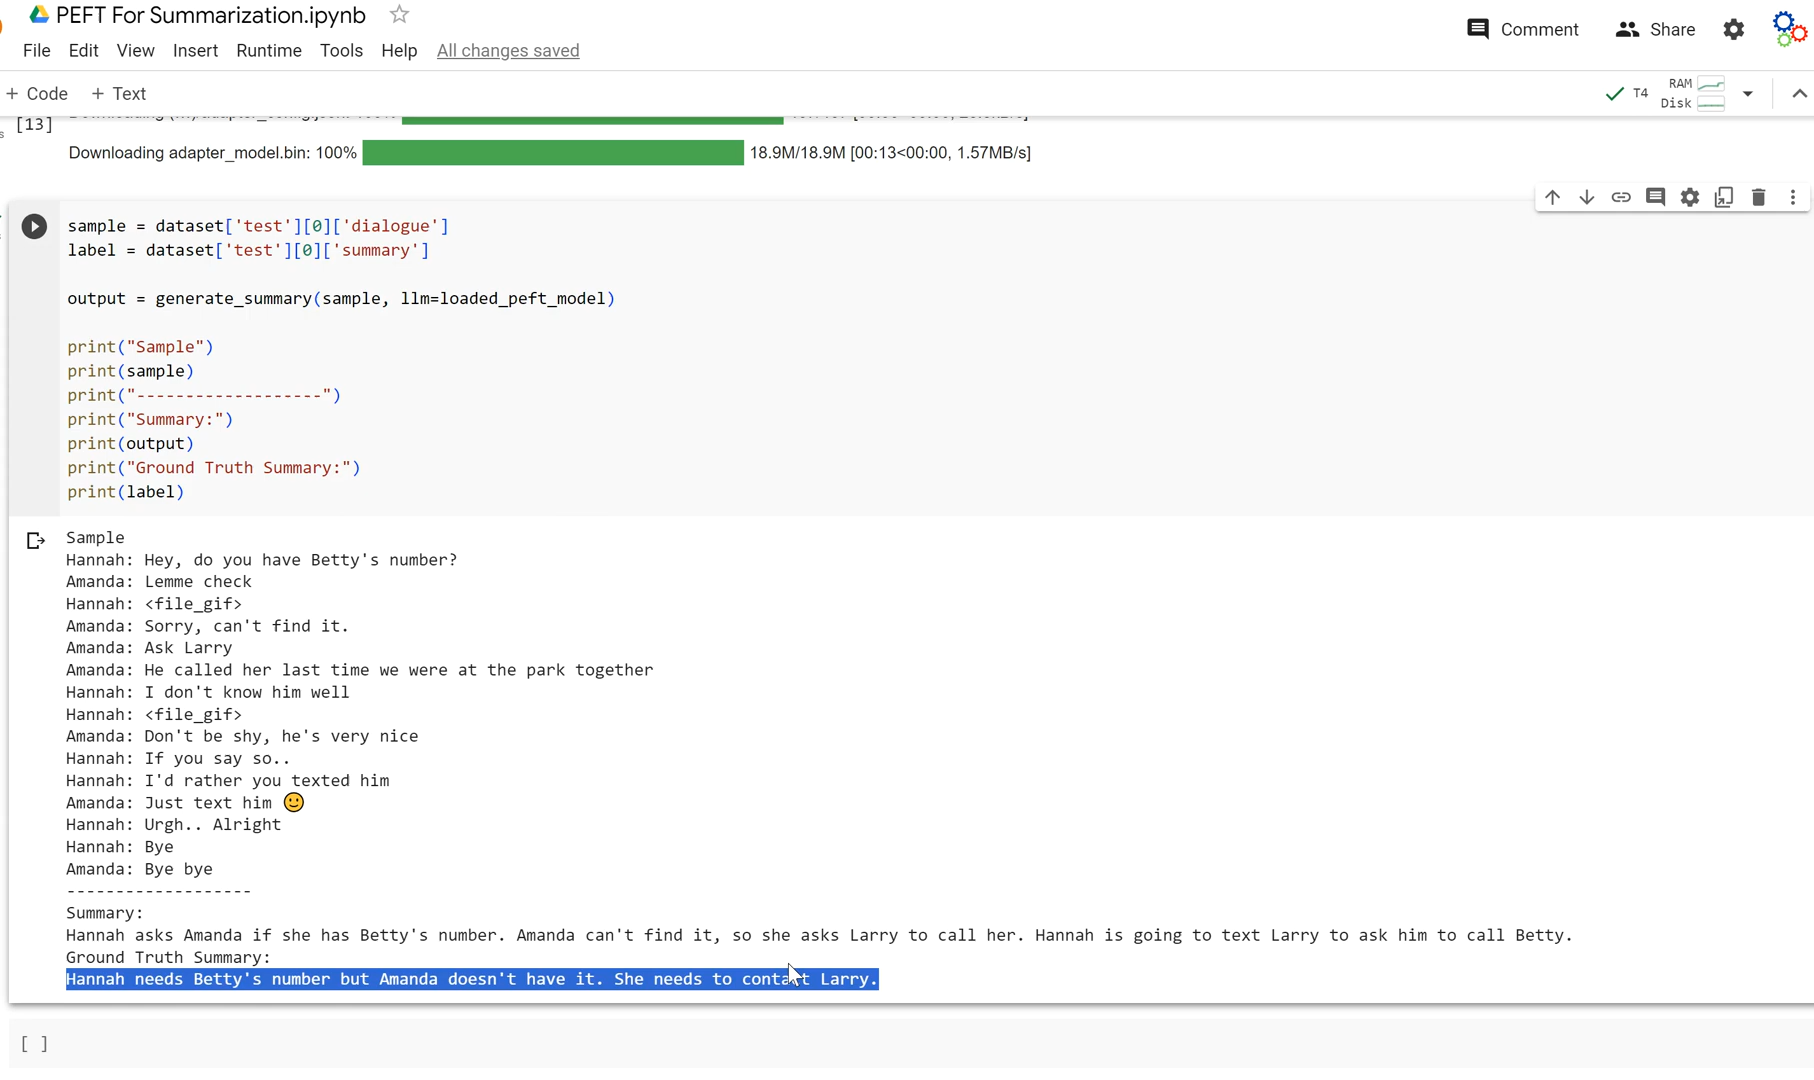 PEFT For Summarization.ipynb
Comment
Share
File Edit View Insert Runtime Tools Help All changes saved
+ Code + Text
T4 RAM
Disk
[13]
Downloading adapter_model.bin: 100% 18.9M/18.9M [00:13<00:00, 1.57MB/s]
sample = dataset['test'][0]['dialogue']
label = dataset['test'][0]['summary']
output = generate_summary(sample, llm=loaded_peft_model)
print("Sample")
print(sample)
print("-------------------")
print("Summary:")
print(output)
print("Ground Truth Summary:")
print(label)
Sample
Hannah: Hey, do you have Betty's number?
Amanda: Lemme check
Hannah: <file_gif>
Amanda: Sorry, can't find it.
Amanda: Ask Larry
Amanda: He called her last time we were at the park together
Hannah: I don't know him well
Hannah: <file_gif>
Amanda: Don't be shy, he's very nice
Hannah: If you say so..
Hannah: I'd rather you texted him
Amanda: Just text him 🙂
Hannah: Urgh.. Alright
Hannah: Bye
Amanda: Bye bye
-------------------
Summary:
Hannah asks Amanda if she has Betty's number. Amanda can't find it, so she asks Larry to call her. Hannah is going to text Larry to ask him to call Betty.
Ground Truth Summary:
Hannah needs Betty's number but Amanda doesn't have it. She needs to contact Larry.
[ ]